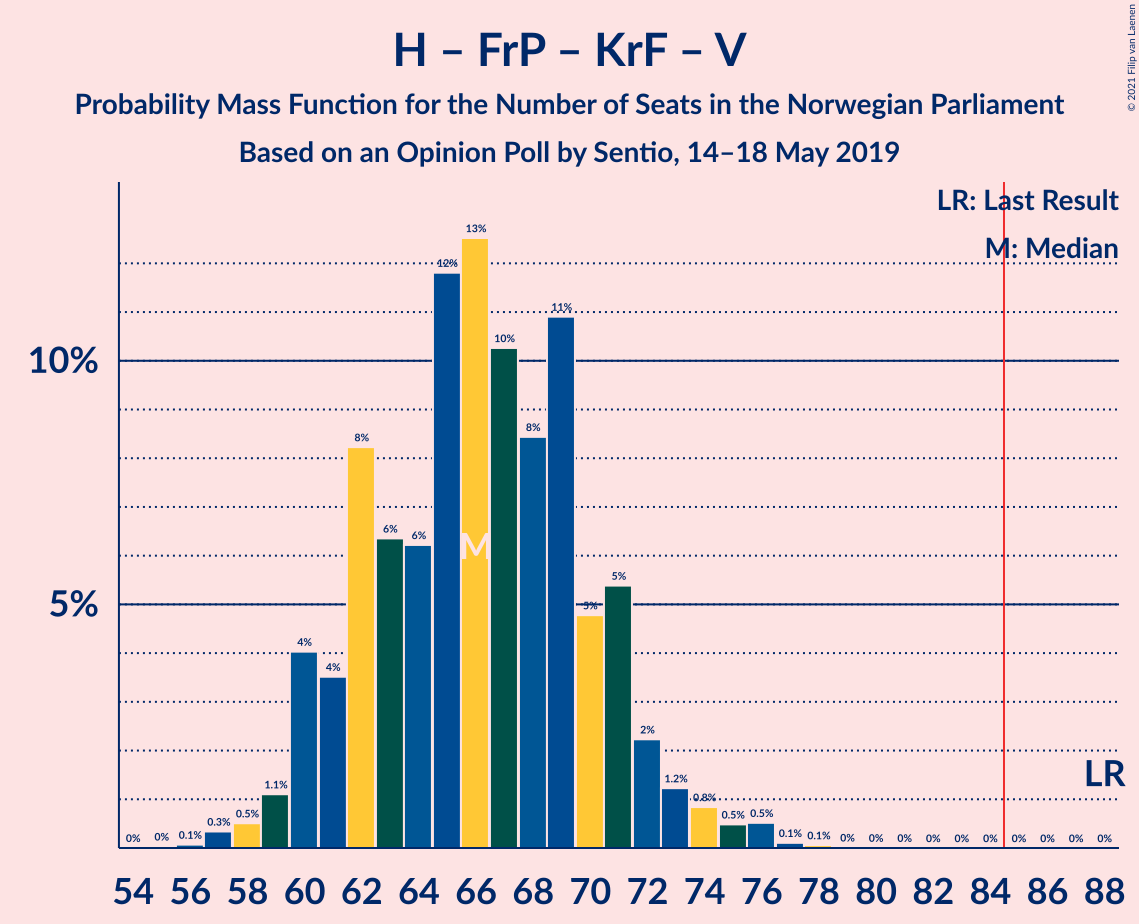 H – FrP – KrF – V
Probability Mass Function for the Number of Seats in the Norwegian Parliament
Based on an Opinion Poll by Sentio, 14–18 May 2019
© 2021 Filip van Laenen
LR: Last Result
M: Median
10%
5%
0% 0% 0.1% 0.3% 0.5% 1.1% 4% 4% 8% 6% 6% 12% 13% 10% 8% 11% 5% 5% 2% 1.2% 0.8% 0.5% 0.5% 0.1% 0.1% 0% 0% 0% 0% 0% 0% 0% 0% 0% 0%
M
LR
54 56 58 60 62 64 66 68 70 72 74 76 78 80 82 84 86 88